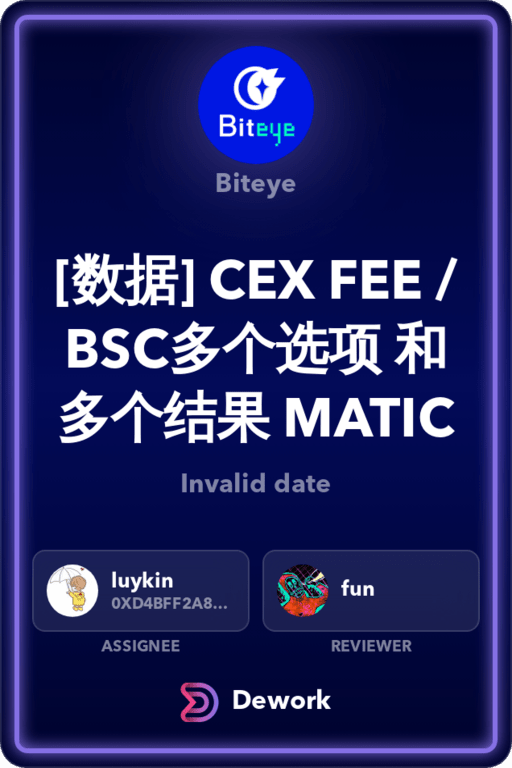 Biteye
Biteye
[数据] CEX FEE /
BSC多个选项 和
多个结果 MATIC
Invalid date
luykin
0XD4BFF2A8...
fun
ASSIGNEE
REVIEWER
Dework